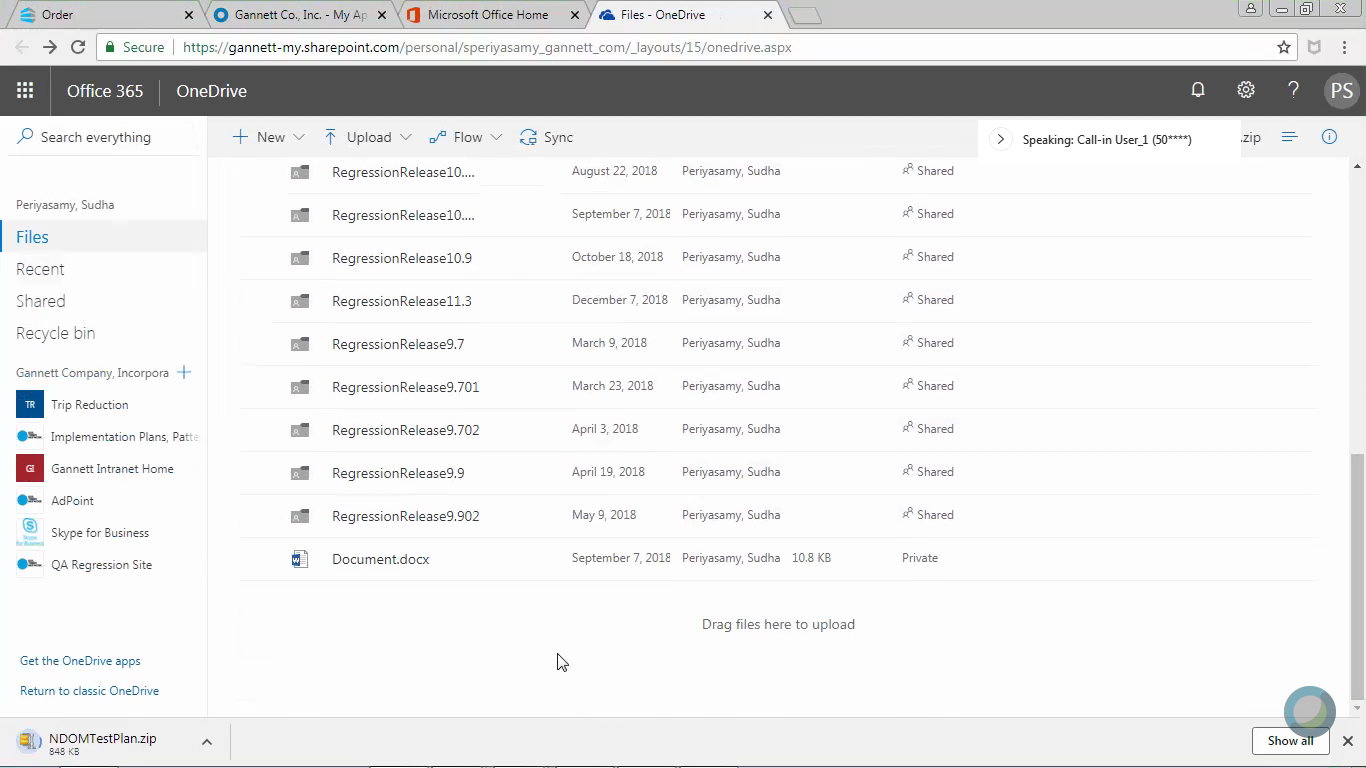 Order
Gannett Co., Inc. - My Ap
Microsoft Office Home
Files - OneDrive
Secure https://gannett-my.sharepoint.com/personal/speriyasamy_gannett_com/_layouts/15/onedrive.aspx
Office 365 OneDrive PS
Search everything
New Upload Flow Sync
Speaking: Call-in User_1 (50****)
.zip
Periyasamy, Sudha
Files
Recent
Shared
Recycle bin
Gannett Company, Incorpora
TR Trip Reduction
Implementation Plans, Patte
GI Gannett Intranet Home
AdPoint
Skype for Business
QA Regression Site
Get the OneDrive apps
Return to classic OneDrive
RegressionRelease10.... August 22, 2018 Periyasamy, Sudha Shared
RegressionRelease10.... September 7, 2018 Periyasamy, Sudha Shared
RegressionRelease10.9 October 18, 2018 Periyasamy, Sudha Shared
RegressionRelease11.3 December 7, 2018 Periyasamy, Sudha Shared
RegressionRelease9.7 March 9, 2018 Periyasamy, Sudha Shared
RegressionRelease9.701 March 23, 2018 Periyasamy, Sudha Shared
RegressionRelease9.702 April 3, 2018 Periyasamy, Sudha Shared
RegressionRelease9.9 April 19, 2018 Periyasamy, Sudha Shared
RegressionRelease9.902 May 9, 2018 Periyasamy, Sudha Shared
Document.docx September 7, 2018 Periyasamy, Sudha 10.8 KB Private
Drag files here to upload
NDOMTestPlan.zip
848 KB
Show all